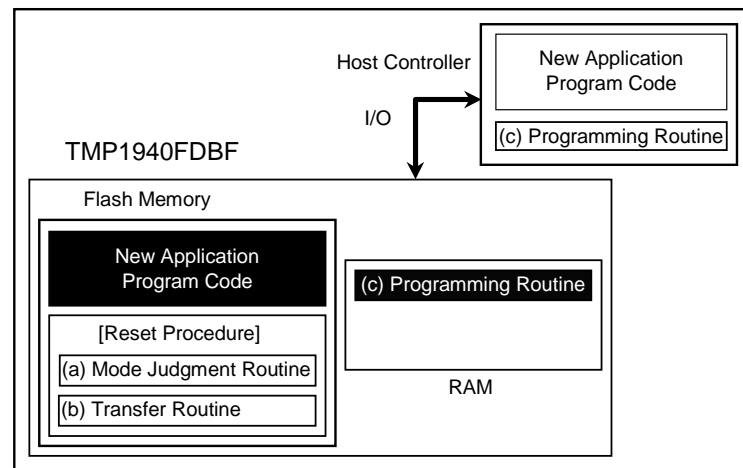 Host Controller
New Application
Program Code
(c) Programming Routine
I/O
TMP1940FDBF
Flash Memory
New Application
Program Code
[Reset Procedure]
(a) Mode Judgment Routine
(b) Transfer Routine
(c) Programming Routine
RAM